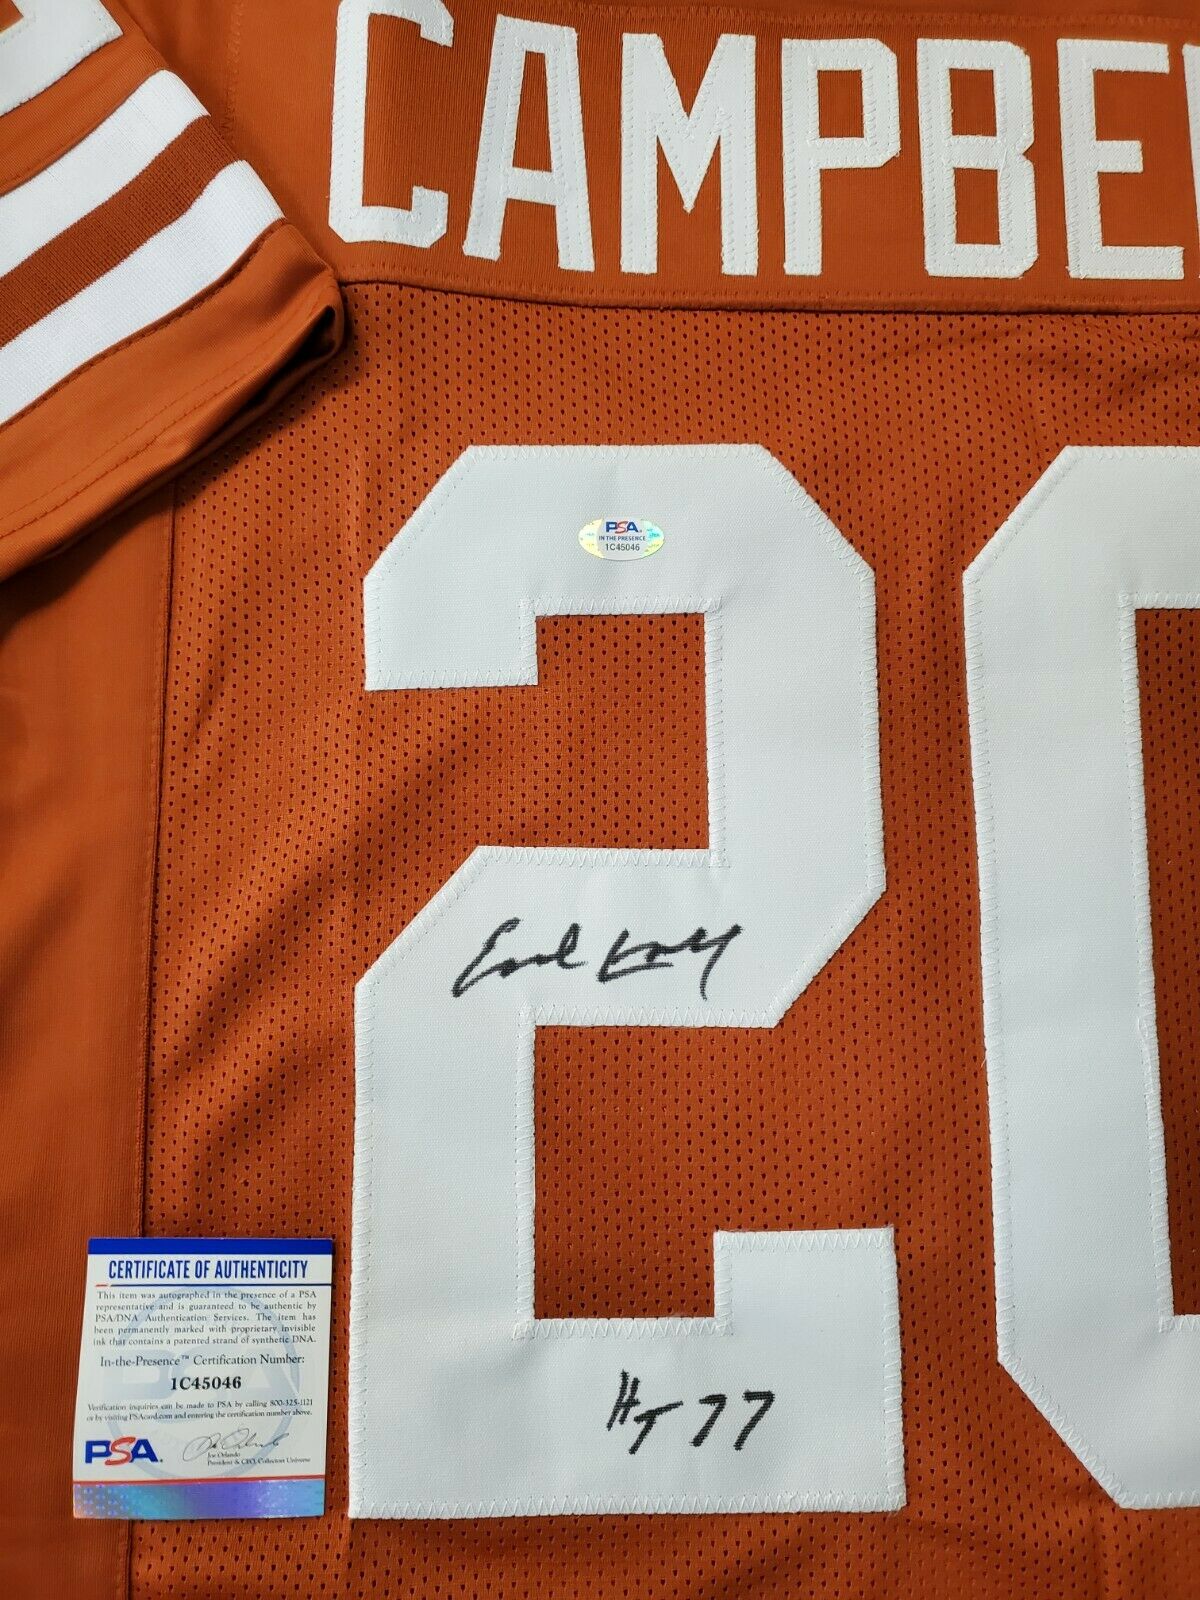 CAMPBE
20
PSA
IN THE PRESENCE
1C45046
Earl
HT 77
CERTIFICATE OF AUTHENTICITY
This item was autographed in the presence of a PSA
representative and is guaranteed to be authentic by
PSA/DNA Authentication Services. The item has
been permanently marked with proprietary invisible
ink that contains a patented strand of synthetic DNA.
In-the-Presence™ Certification Number:
1C45046
Verification inquiries can be made to PSA by calling 800-325-1121
or by visiting PSAcard.com and entering the certification number above.
PSA.
Joe Orlando
President & CEO, Collectors Universe